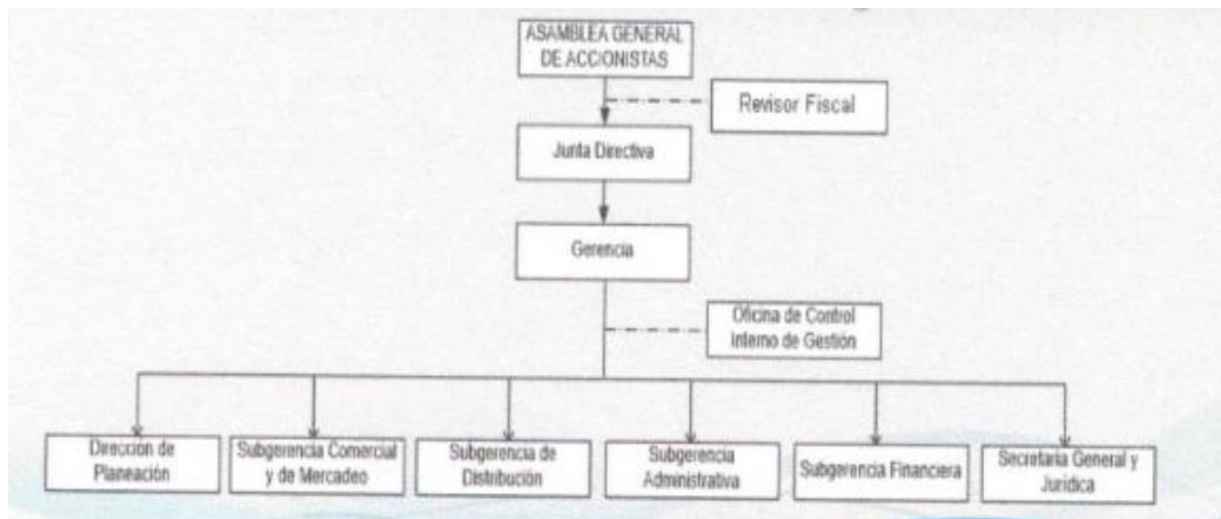 ASAMBLEA GENERAL
DE ACCIONISTAS
Revisor Fiscal
Junta Directiva
Gerencia
Oficina de Control
Interno de Gestión
Dirección de
Planeación
Subgerencia Comercial
y de Mercadeo
Subgerencia de
Distribución
Subgerencia
Administrativa
Subgerencia Financiera
Secretaria General y
Jurídica